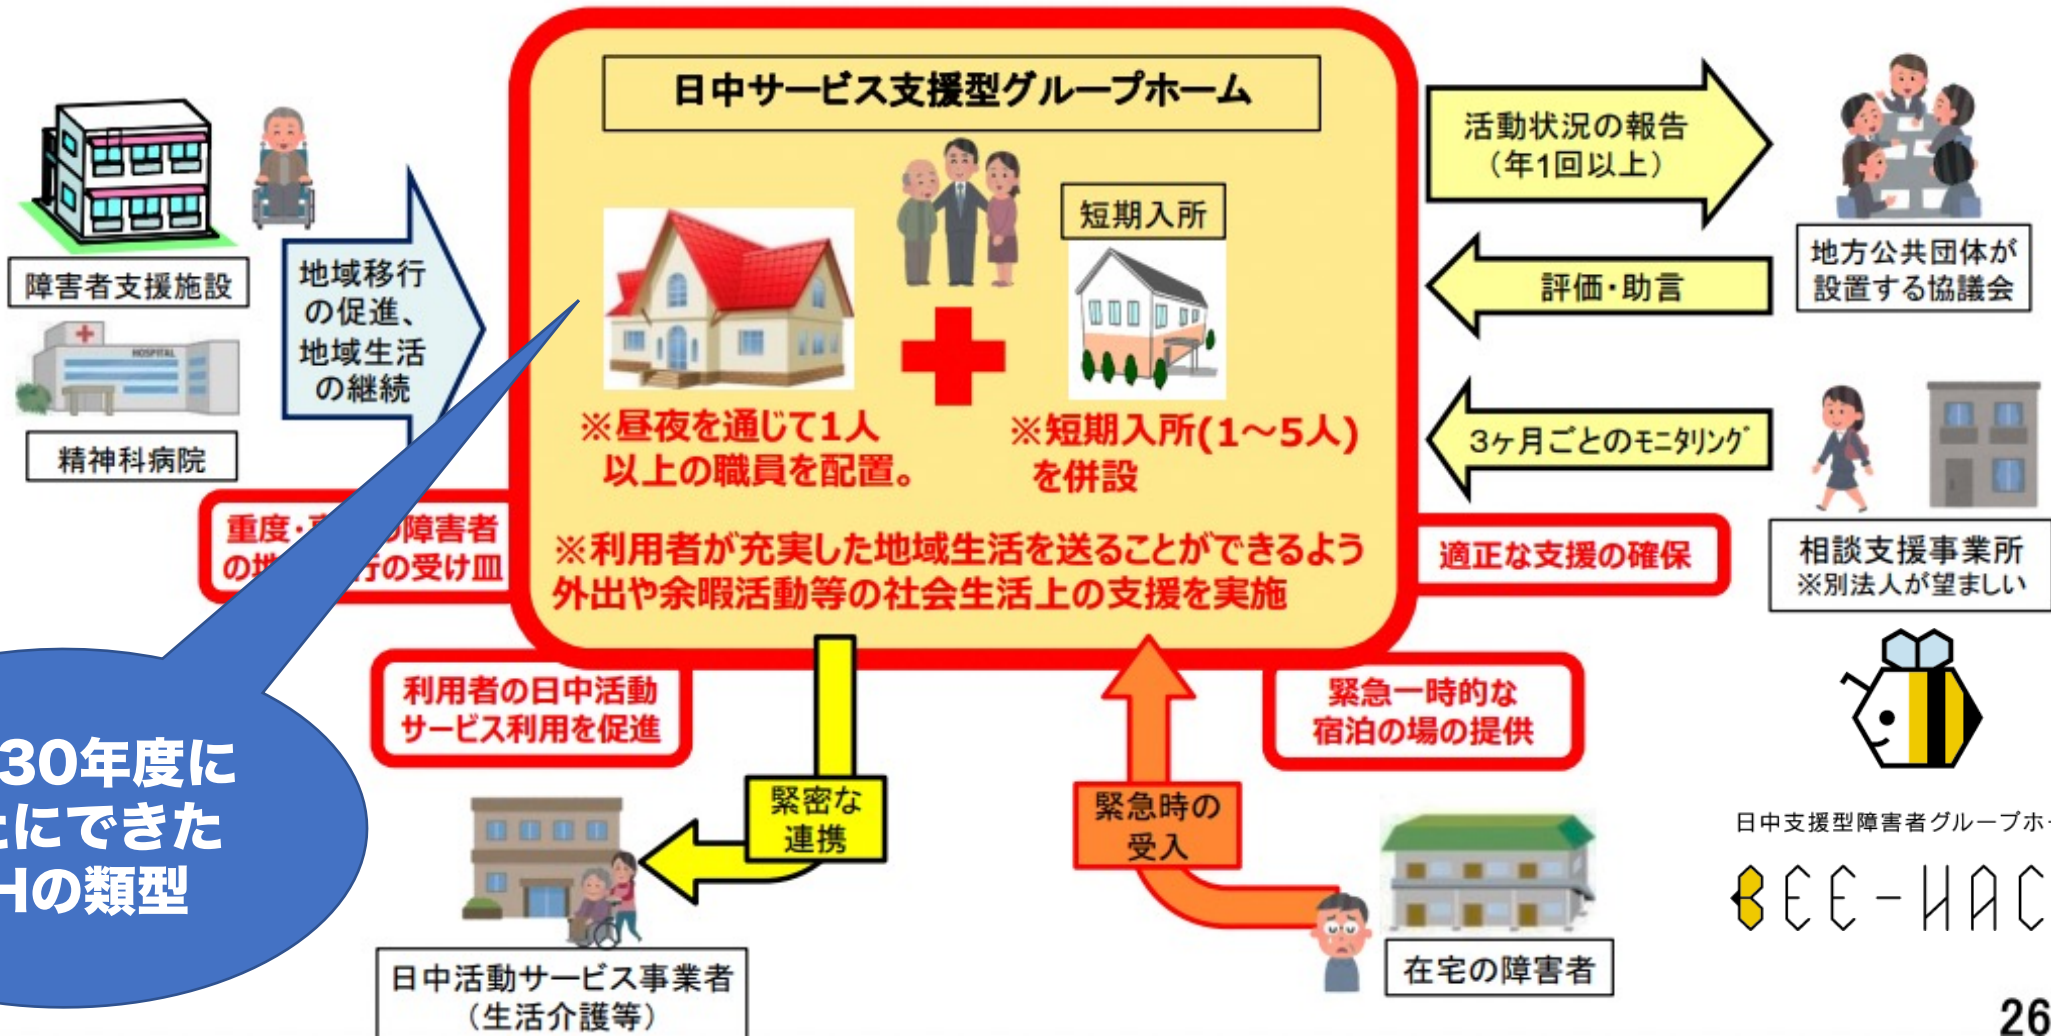 日中サービス支援型グループホーム
障害者支援施設
HOSPITAL
精神科病院
地域移行
の促進、
地域生活
の継続
短期入所
※昼夜を通じて1人
以上の職員を配置。
※短期入所(1～5人)
を併設
※利用者が充実した地域生活を送ることができるよう
外出や余暇活動等の社会生活上の支援を実施
活動状況の報告
（年1回以上）
評価・助言
地方公共団体が
設置する協議会
3ヶ月ごとのﾓﾆﾀﾘﾝｸﾞ
相談支援事業所
※別法人が望ましい
重度・ 障害者
の 行の受け皿
適正な支援の確保
利用者の日中活動
サービス利用を促進
緊急一時的な
宿泊の場の提供
緊密な
連携
緊急時の
受入
30年度に
にできた
Hの類型
日中活動サービス事業者
（生活介護等）
在宅の障害者
日中支援型障害者グループホ
BEE-HAC
26